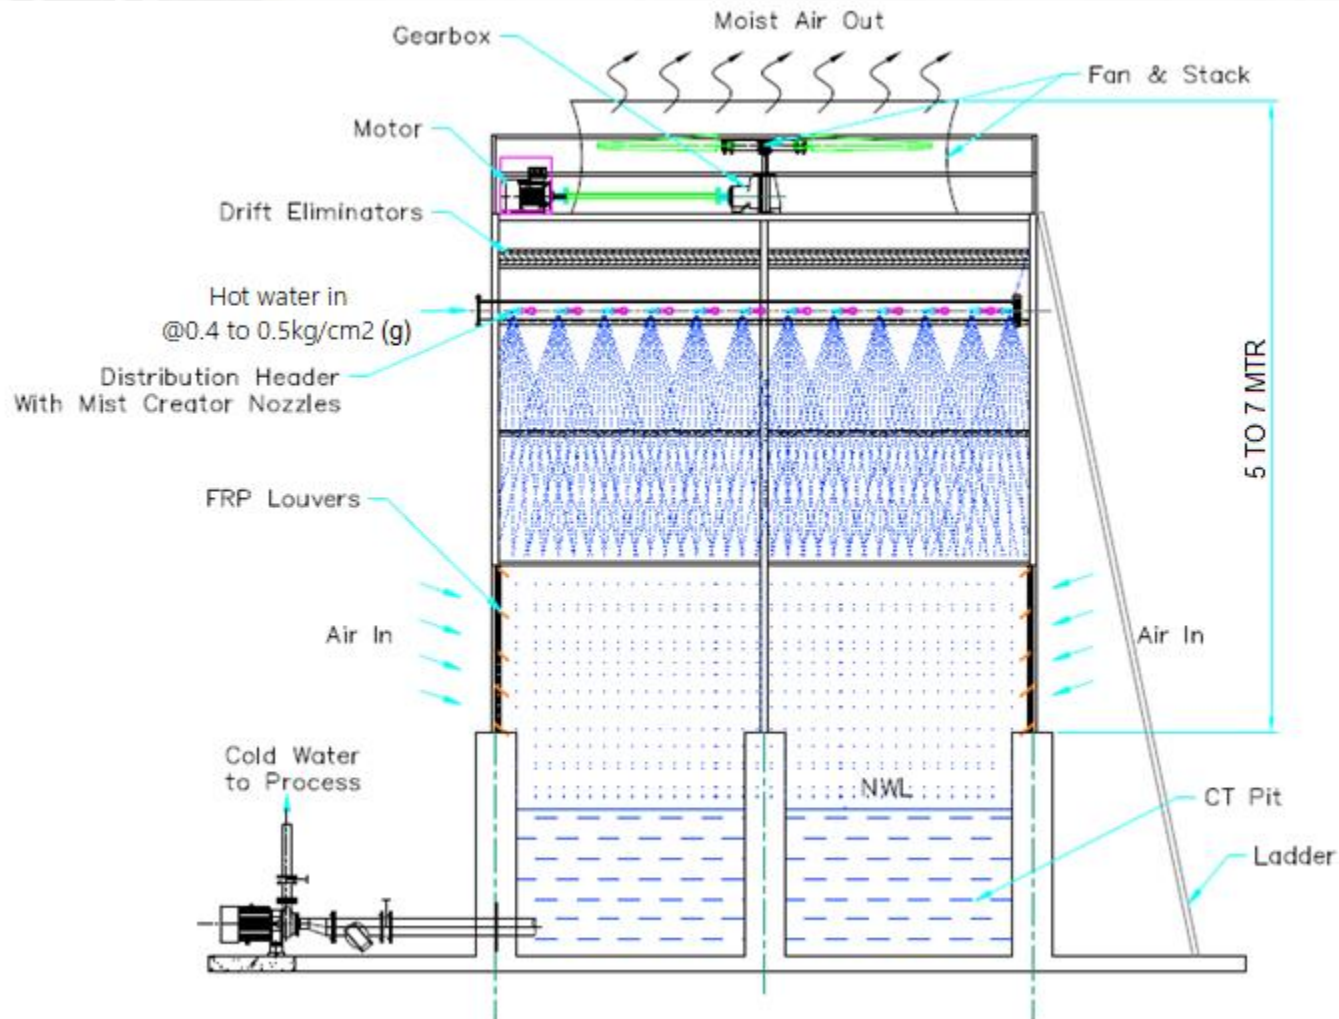 Moist Air Out
Gearbox
Fan & Stack
Motor
Drift Eliminators
Hot water in
@0.4 to 0.5kg/cm2 (g)
Distribution Header
With Mist Creator Nozzles
5 TO 7 MTR
FRP Louvers
Air In
Air In
Cold Water
to Process
NWL
CT Pit
Ladder